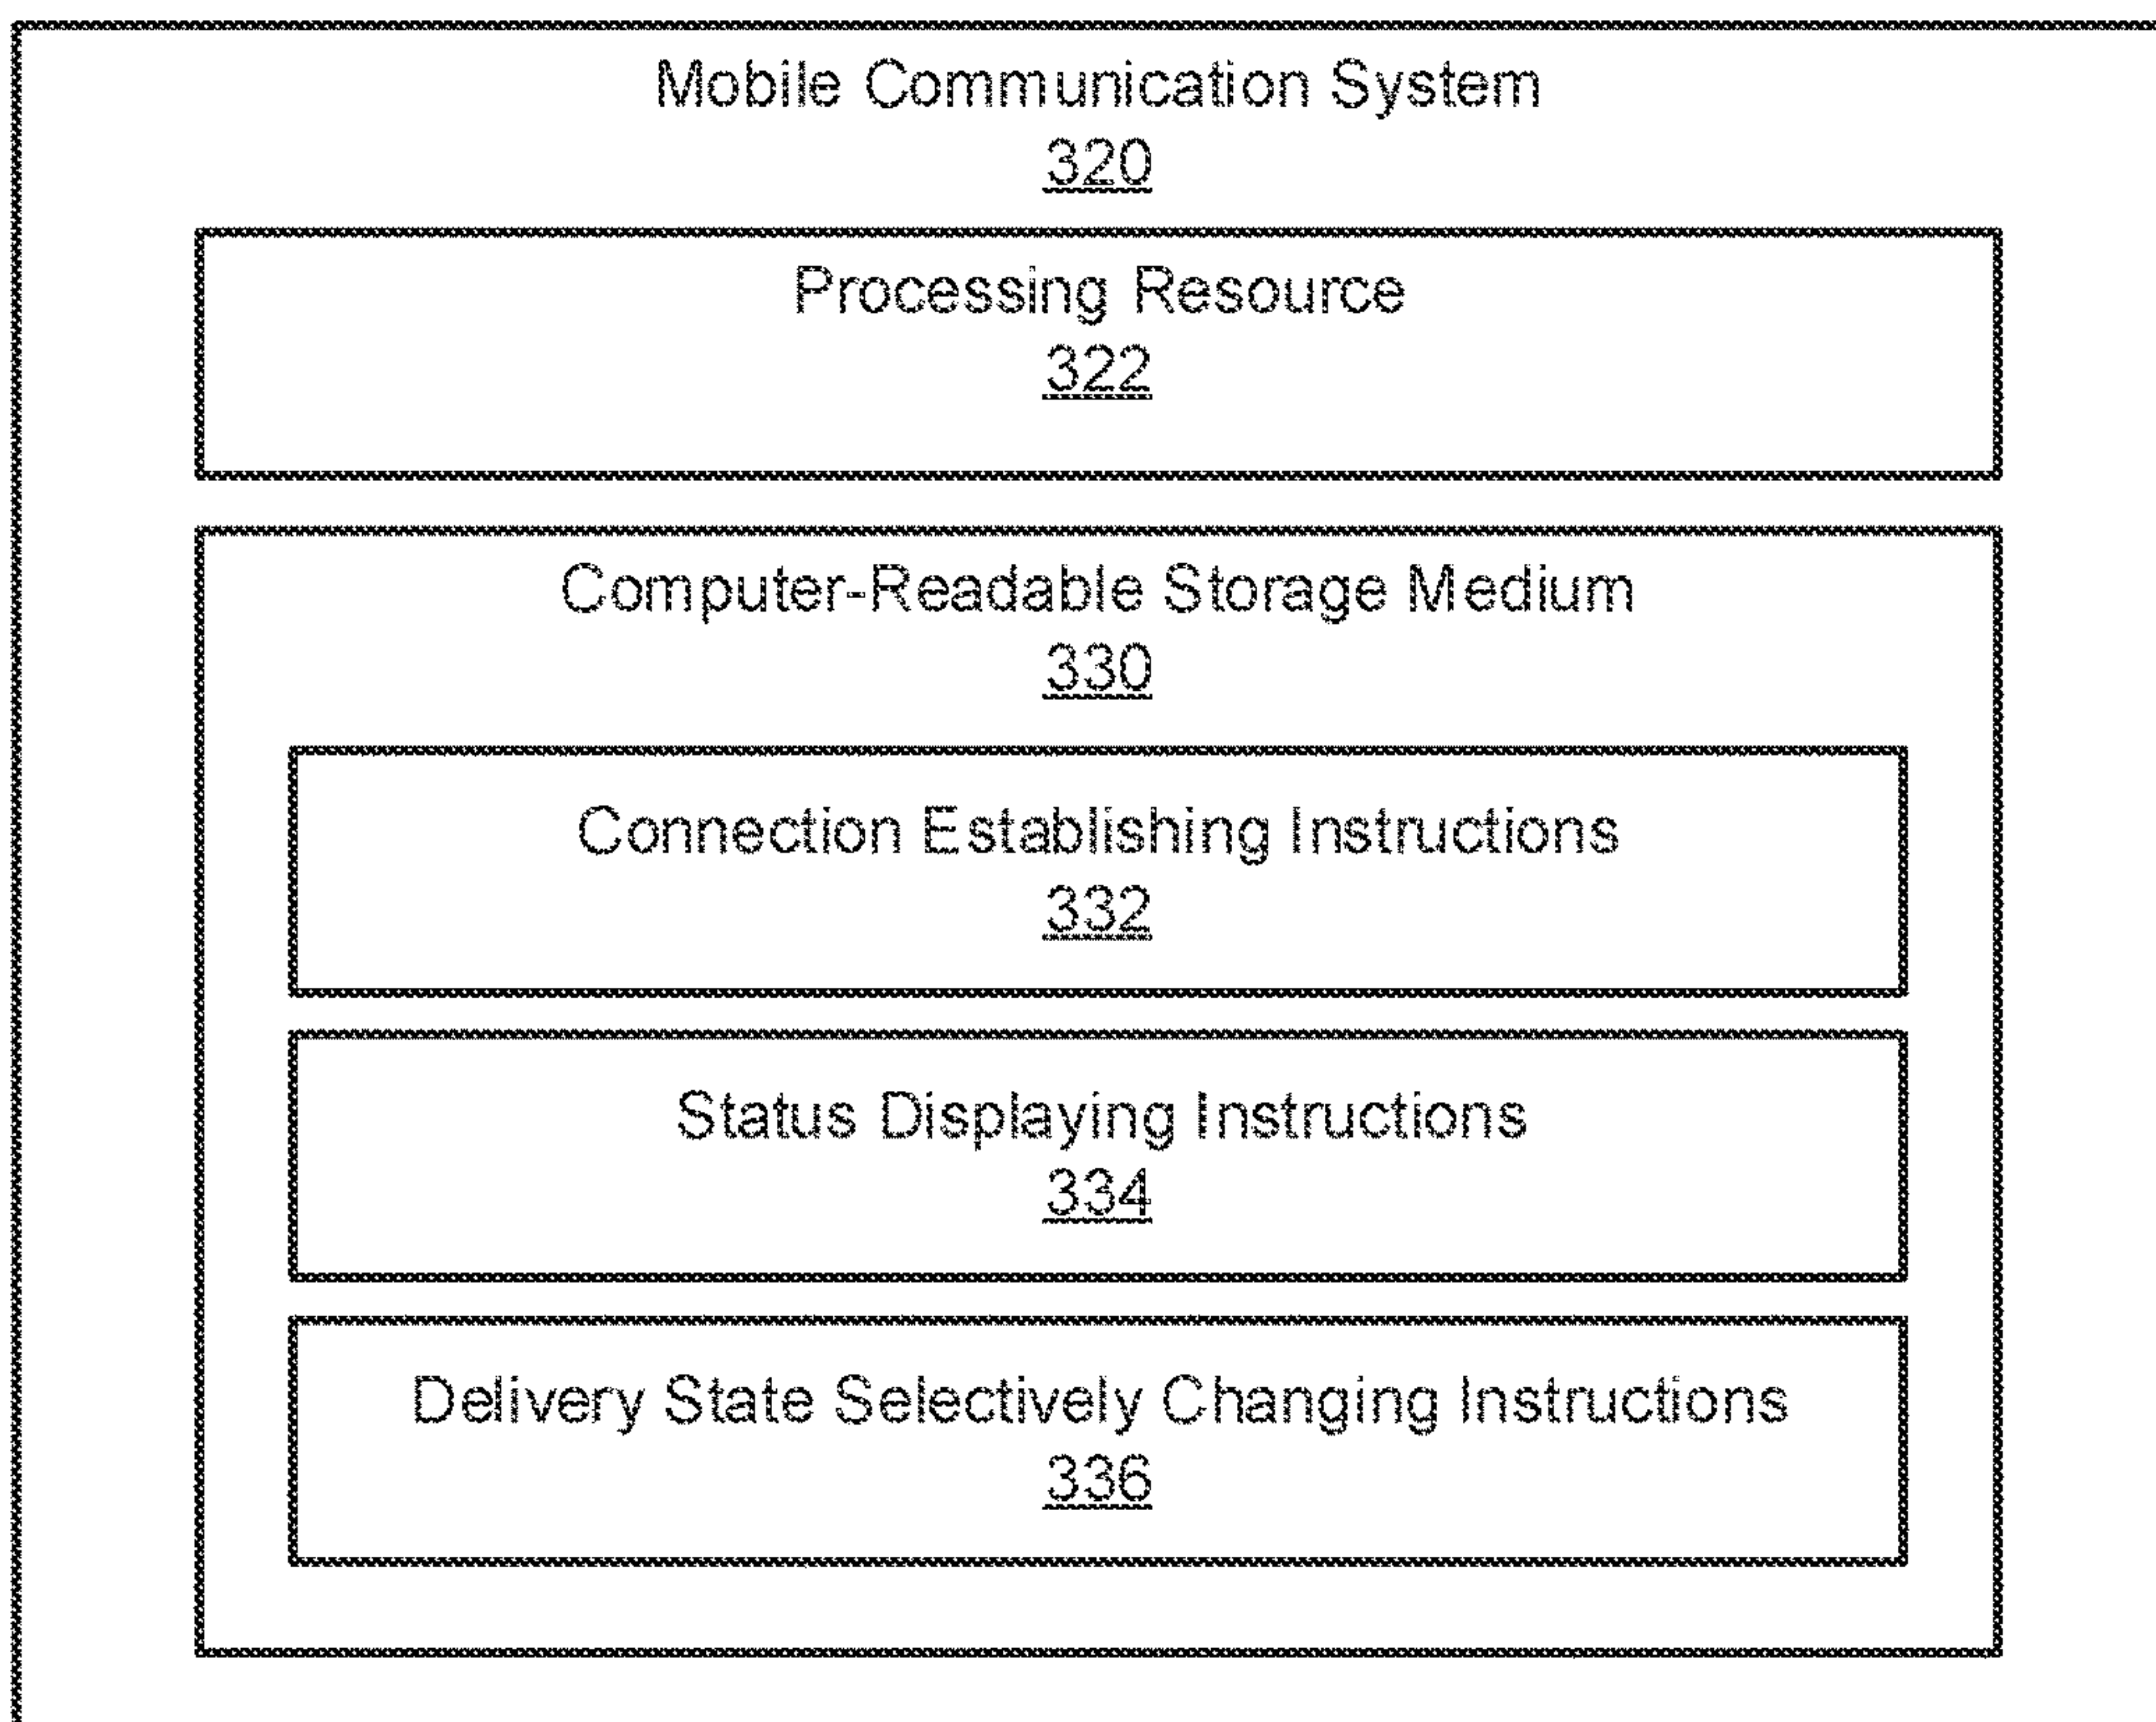 Mobile Communication System
320
Processing Resource
322
Computer-Readable Storage Medium
330
Connection Establishing Instructions
332
Status Displaying Instructions
334
Delivery State Selectively Changing Instructions
336